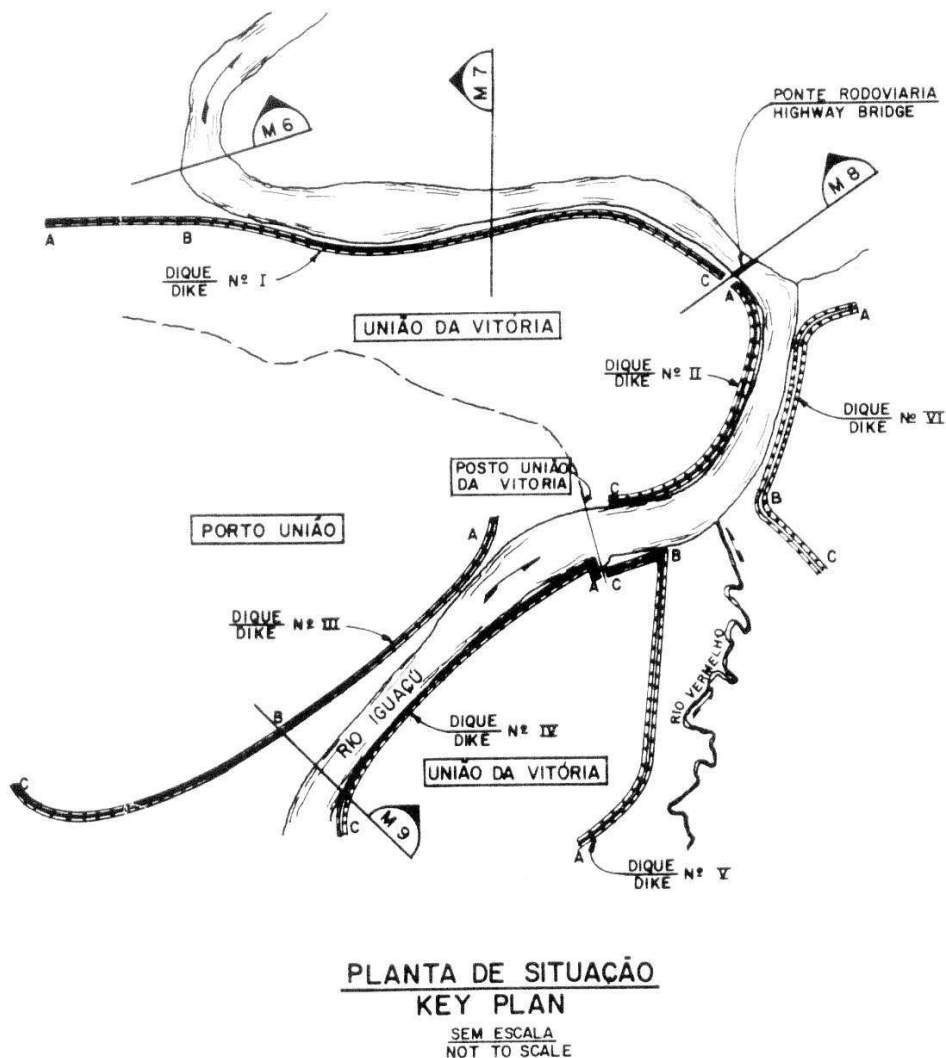 M 6
M 7
PONTE RODOVIARIA
HIGHWAY BRIDGE
M 8
A
B
C
DIQUE
DIKE Nº I
A
UNIÃO DA VITÓRIA
A
DIQUE
DIKE Nº II
DIQUE
DIKE Nº VI
POSTO UNIÃO
DA VITORIA
C
B
PORTO UNIÃO
A
C
A
C
B
DIQUE
DIKE Nº III
RIO VERMELHO
RIO IGUAÇÚ
B
DIQUE
DIKE Nº IV
UNIÃO DA VITÓRIA
C
C
M 9
A
DIQUE
DIKE Nº V
PLANTA DE SITUAÇÃO
KEY PLAN
SEM ESCALA
NOT TO SCALE